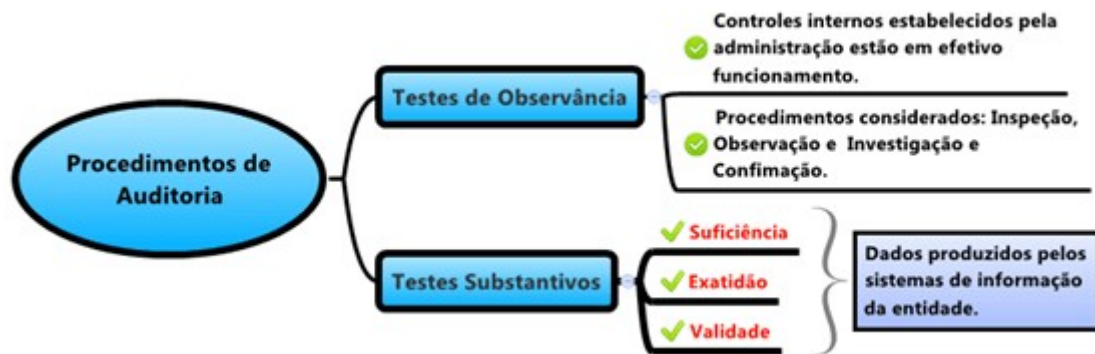 Procedimentos de
Auditoria
Testes de Observância
Controles internos estabelecidos pela
administração estão em efetivo
funcionamento.
Procedimentos considerados: Inspeção,
Observação e Investigação e
Confimação.
Testes Substantivos
Suficiência
Exatidão
Validade
Dados produzidos pelos
sistemas de informação
da entidade.